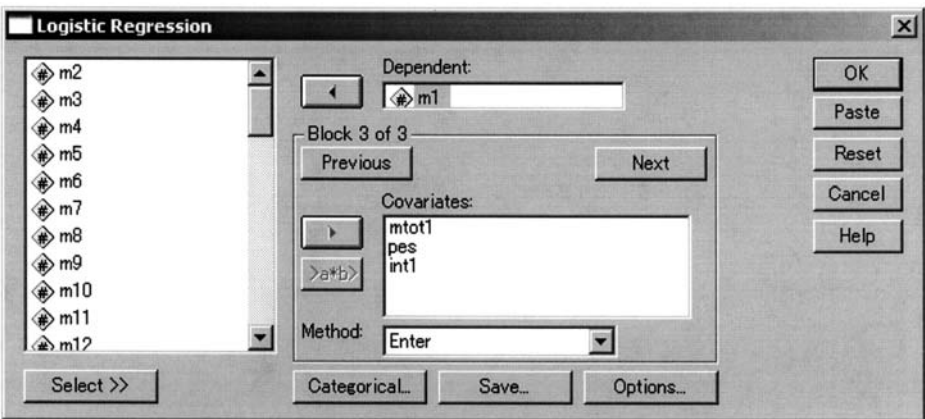 Logistic Regression
m2
m3
m4
m5
m6
m7
m8
m9
m10
m11
m12
Select >>
Dependent:
m1
Block 3 of 3
Previous
Next
Covariates:
mtot1
pes
int1
>a*b>
Method:
Enter
Categorical...
Save...
Options...
OK
Paste
Reset
Cancel
Help